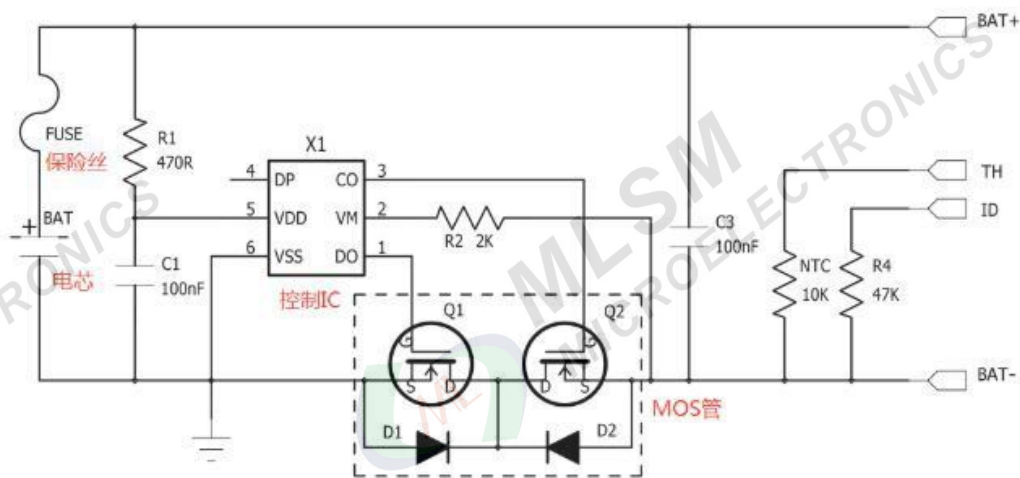 BAT+
FUSE
保险丝
R1
470R
X1
4
DP
CO
3
TH
5
VDD
VM
2
ID
+
BAT
-
R2 2K
C3
100nF
6
VSS
DO
1
C1
100nF
NTC
10K
R4
47K
电芯
控制IC
Q1
Q2
G
G
S
D
D
S
BAT-
MOS管
D1
D2
MLSM
MICROELECTRONICS
TRONICS
ML